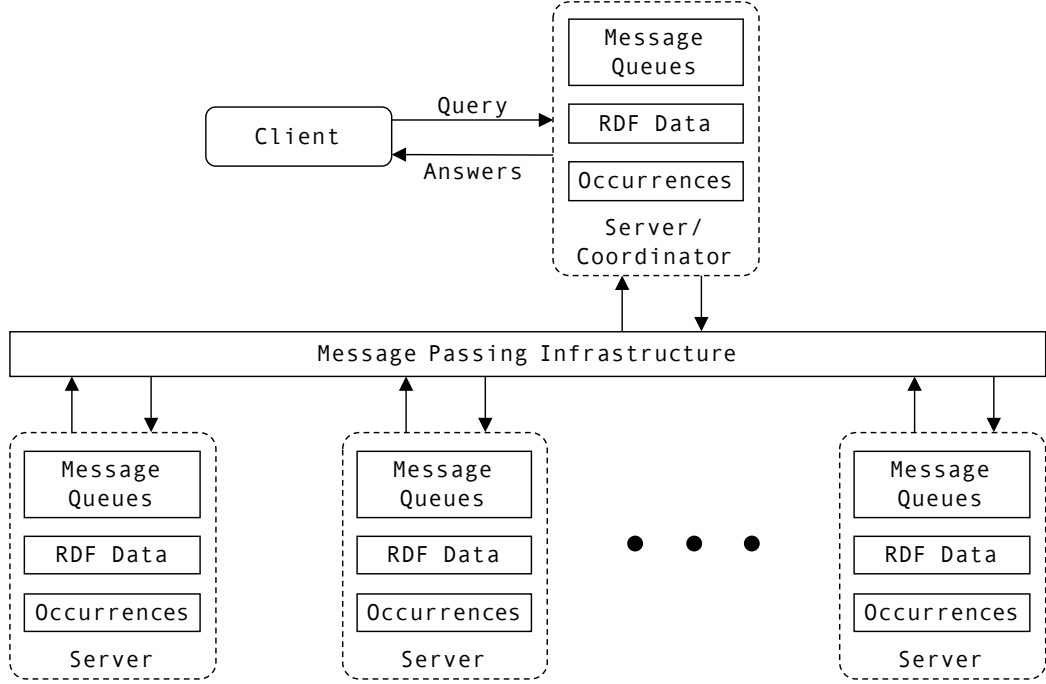 Message
Queues
Query
Client
RDF Data
Answers
Occurrences
Server/
Coordinator
Message Passing Infrastructure
Message
Queues
RDF Data
Occurrences
Server
Message
Queues
RDF Data
Occurrences
Server
Message
Queues
RDF Data
Occurrences
Server